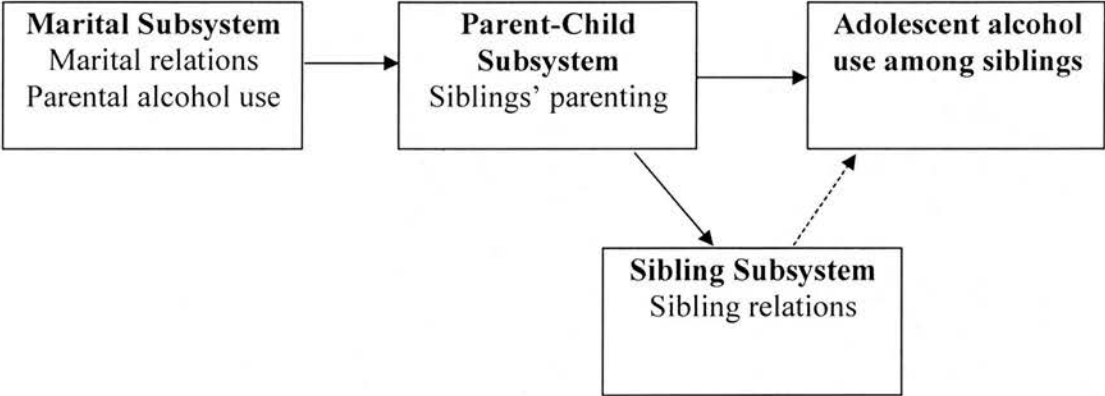 Marital Subsystem
Marital relations
Parental alcohol use
Parent-Child
Subsystem
Siblings’ parenting
Adolescent alcohol
use among siblings
Sibling Subsystem
Sibling relations